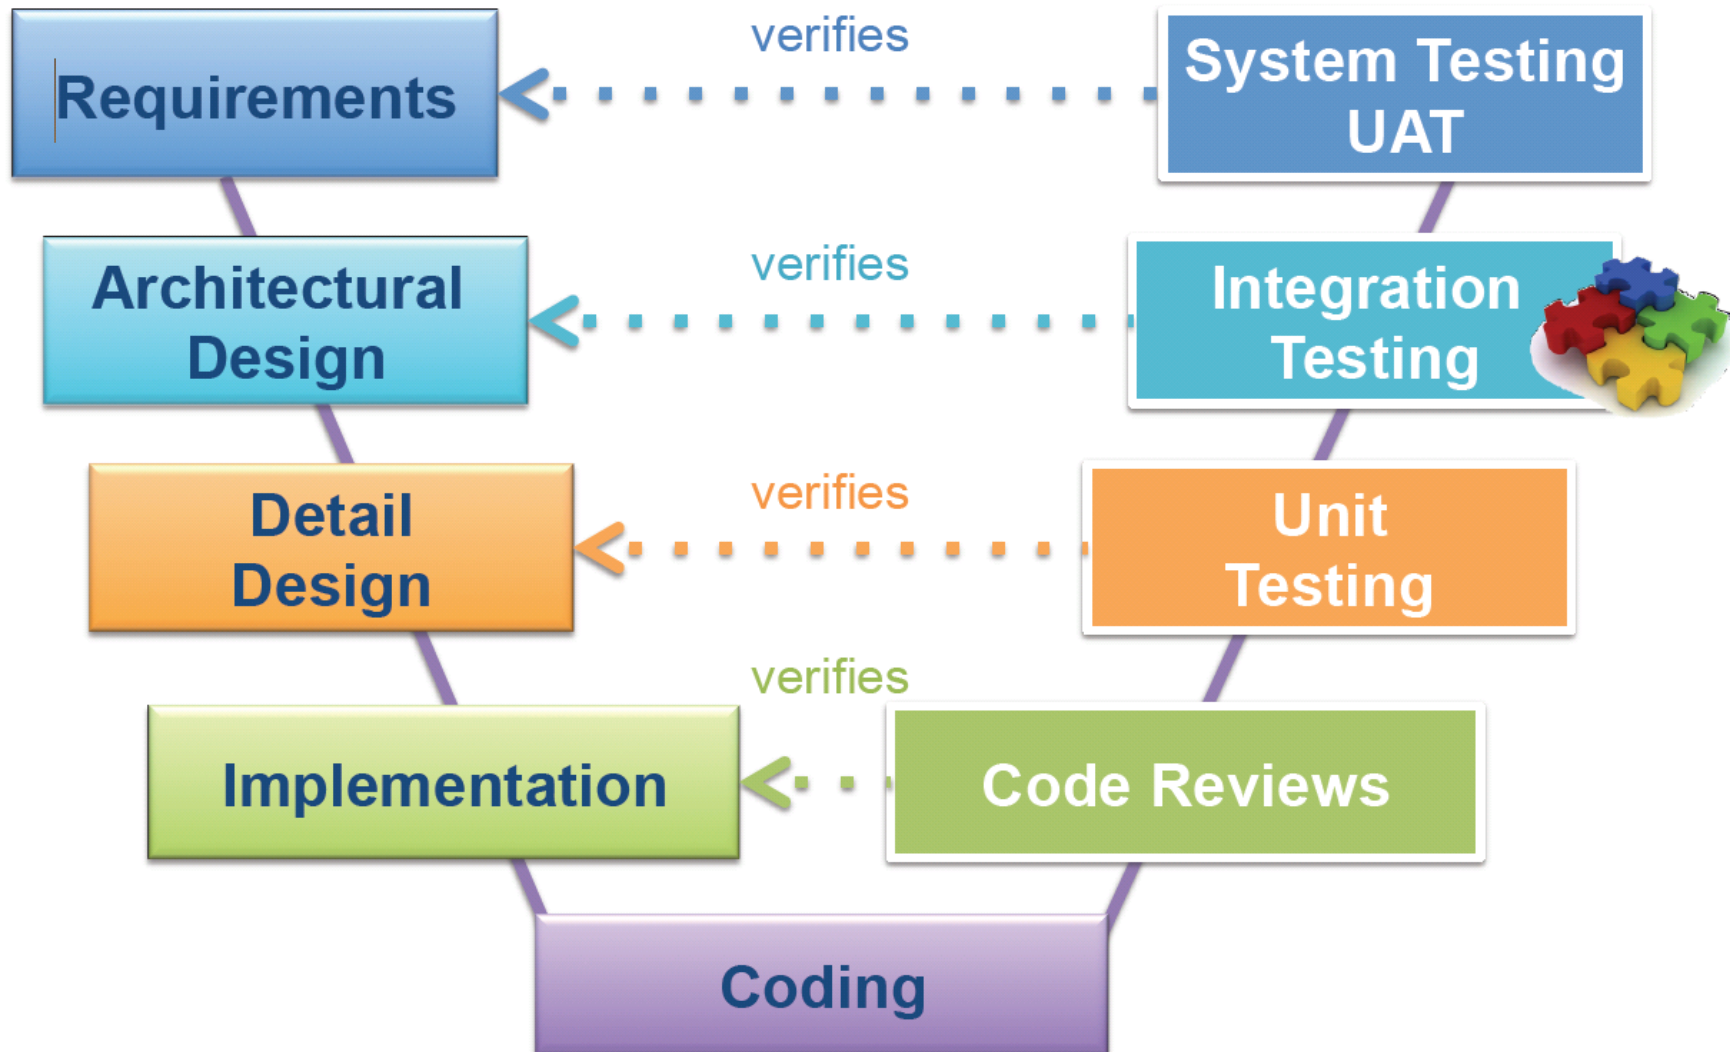 Requirements
verifies
System Testing
UAT
Architectural
Design
verifies
Integration
Testing
Detail
Design
verifies
Unit
Testing
Implementation
verifies
Code Reviews
Coding